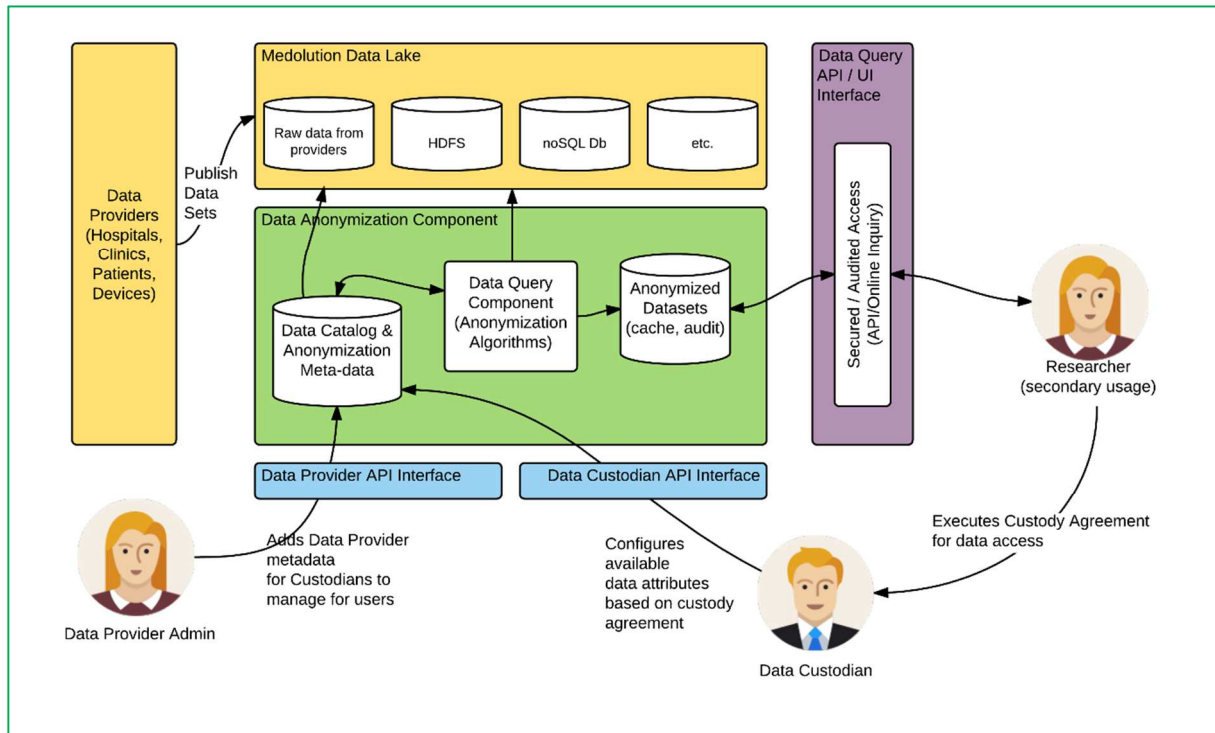 Medolution Data Lake
Raw data from
providers
HDFS
noSQL Db
etc.
Data Query
API / UI
Interface
Publish
Data
Sets
Data
Providers
(Hospitals,
Clinics,
Patients,
Devices)
Data Anonymization Component
Data Catalog &
Anonymization
Meta-data
Data Query
Component
(Anonymization
Algorithms)
Anonymized
Datasets
(cache, audit)
Secured / Audited Access
(API/Online Inquiry)
Researcher
(secondary usage)
Data Provider API Interface
Data Custodian API Interface
Adds Data Provider
metadata
for Custodians to
manage for users
Data Provider Admin
Configures
available
data attributes
based on custody
agreement
Executes Custody Agreement
for data access
Data Custodian